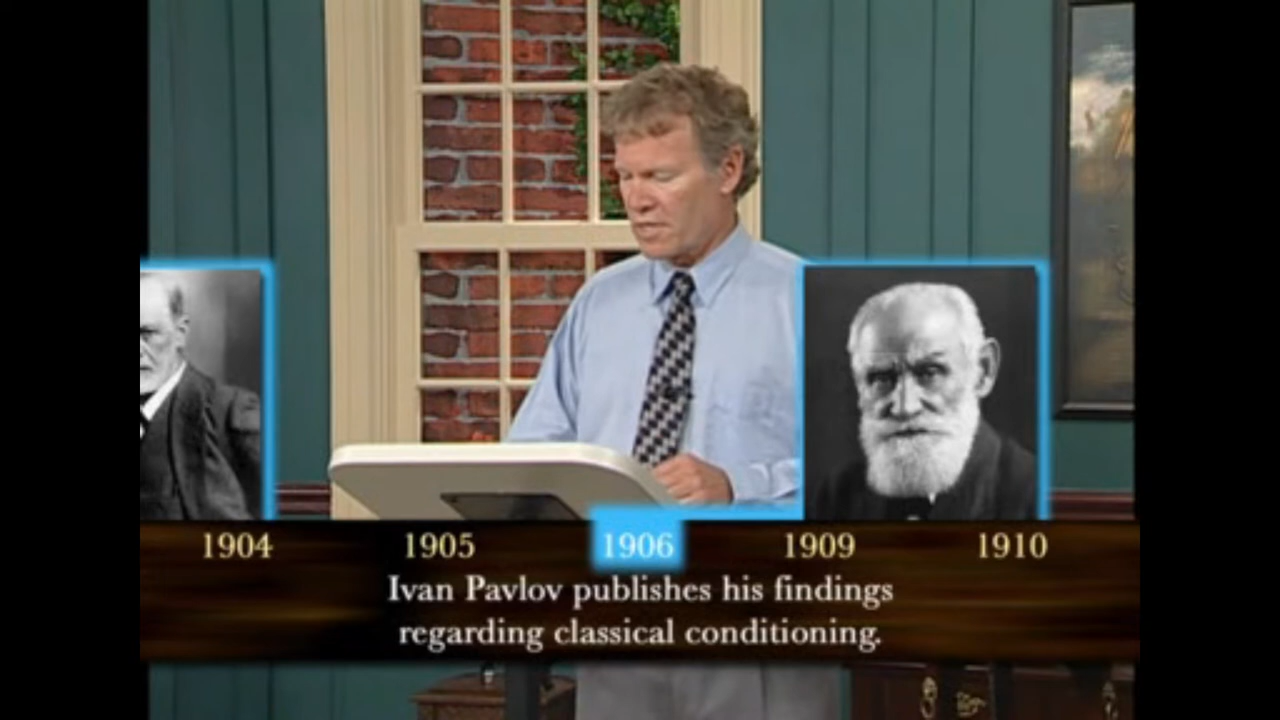 1904 1905 1906 1909 1910
Ivan Pavlov publishes his findings
regarding classical conditioning.